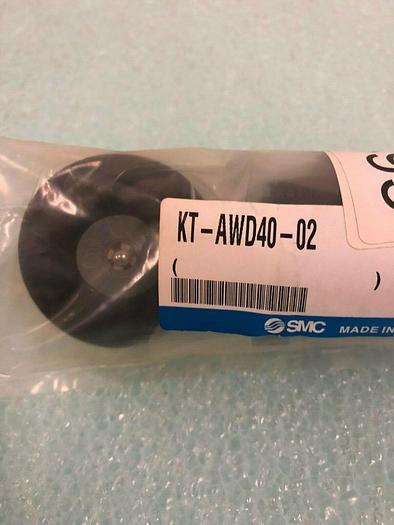 KT-AWD40-02
( )
SMC MADE IN